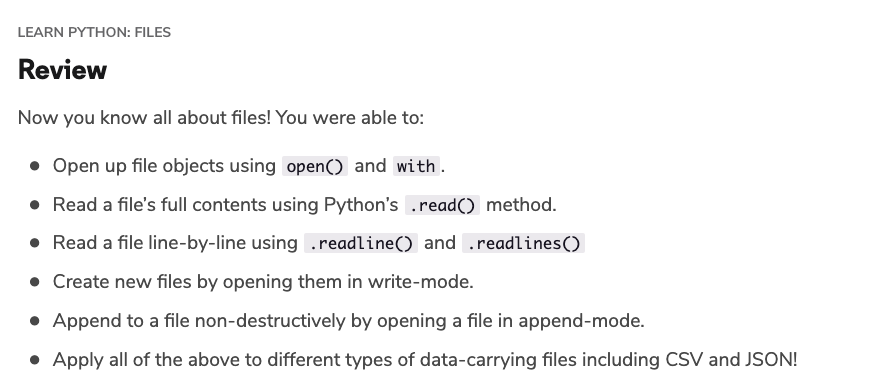 LEARN PYTHON: FILES
Review
Now you know all about files! You were able to:
● Open up file objects using open() and with.
● Read a file’s full contents using Python’s .read() method.
● Read a file line-by-line using .readline() and .readlines()
● Create new files by opening them in write-mode.
● Append to a file non-destructively by opening a file in append-mode.
● Apply all of the above to different types of data-carrying files including CSV and JSON!